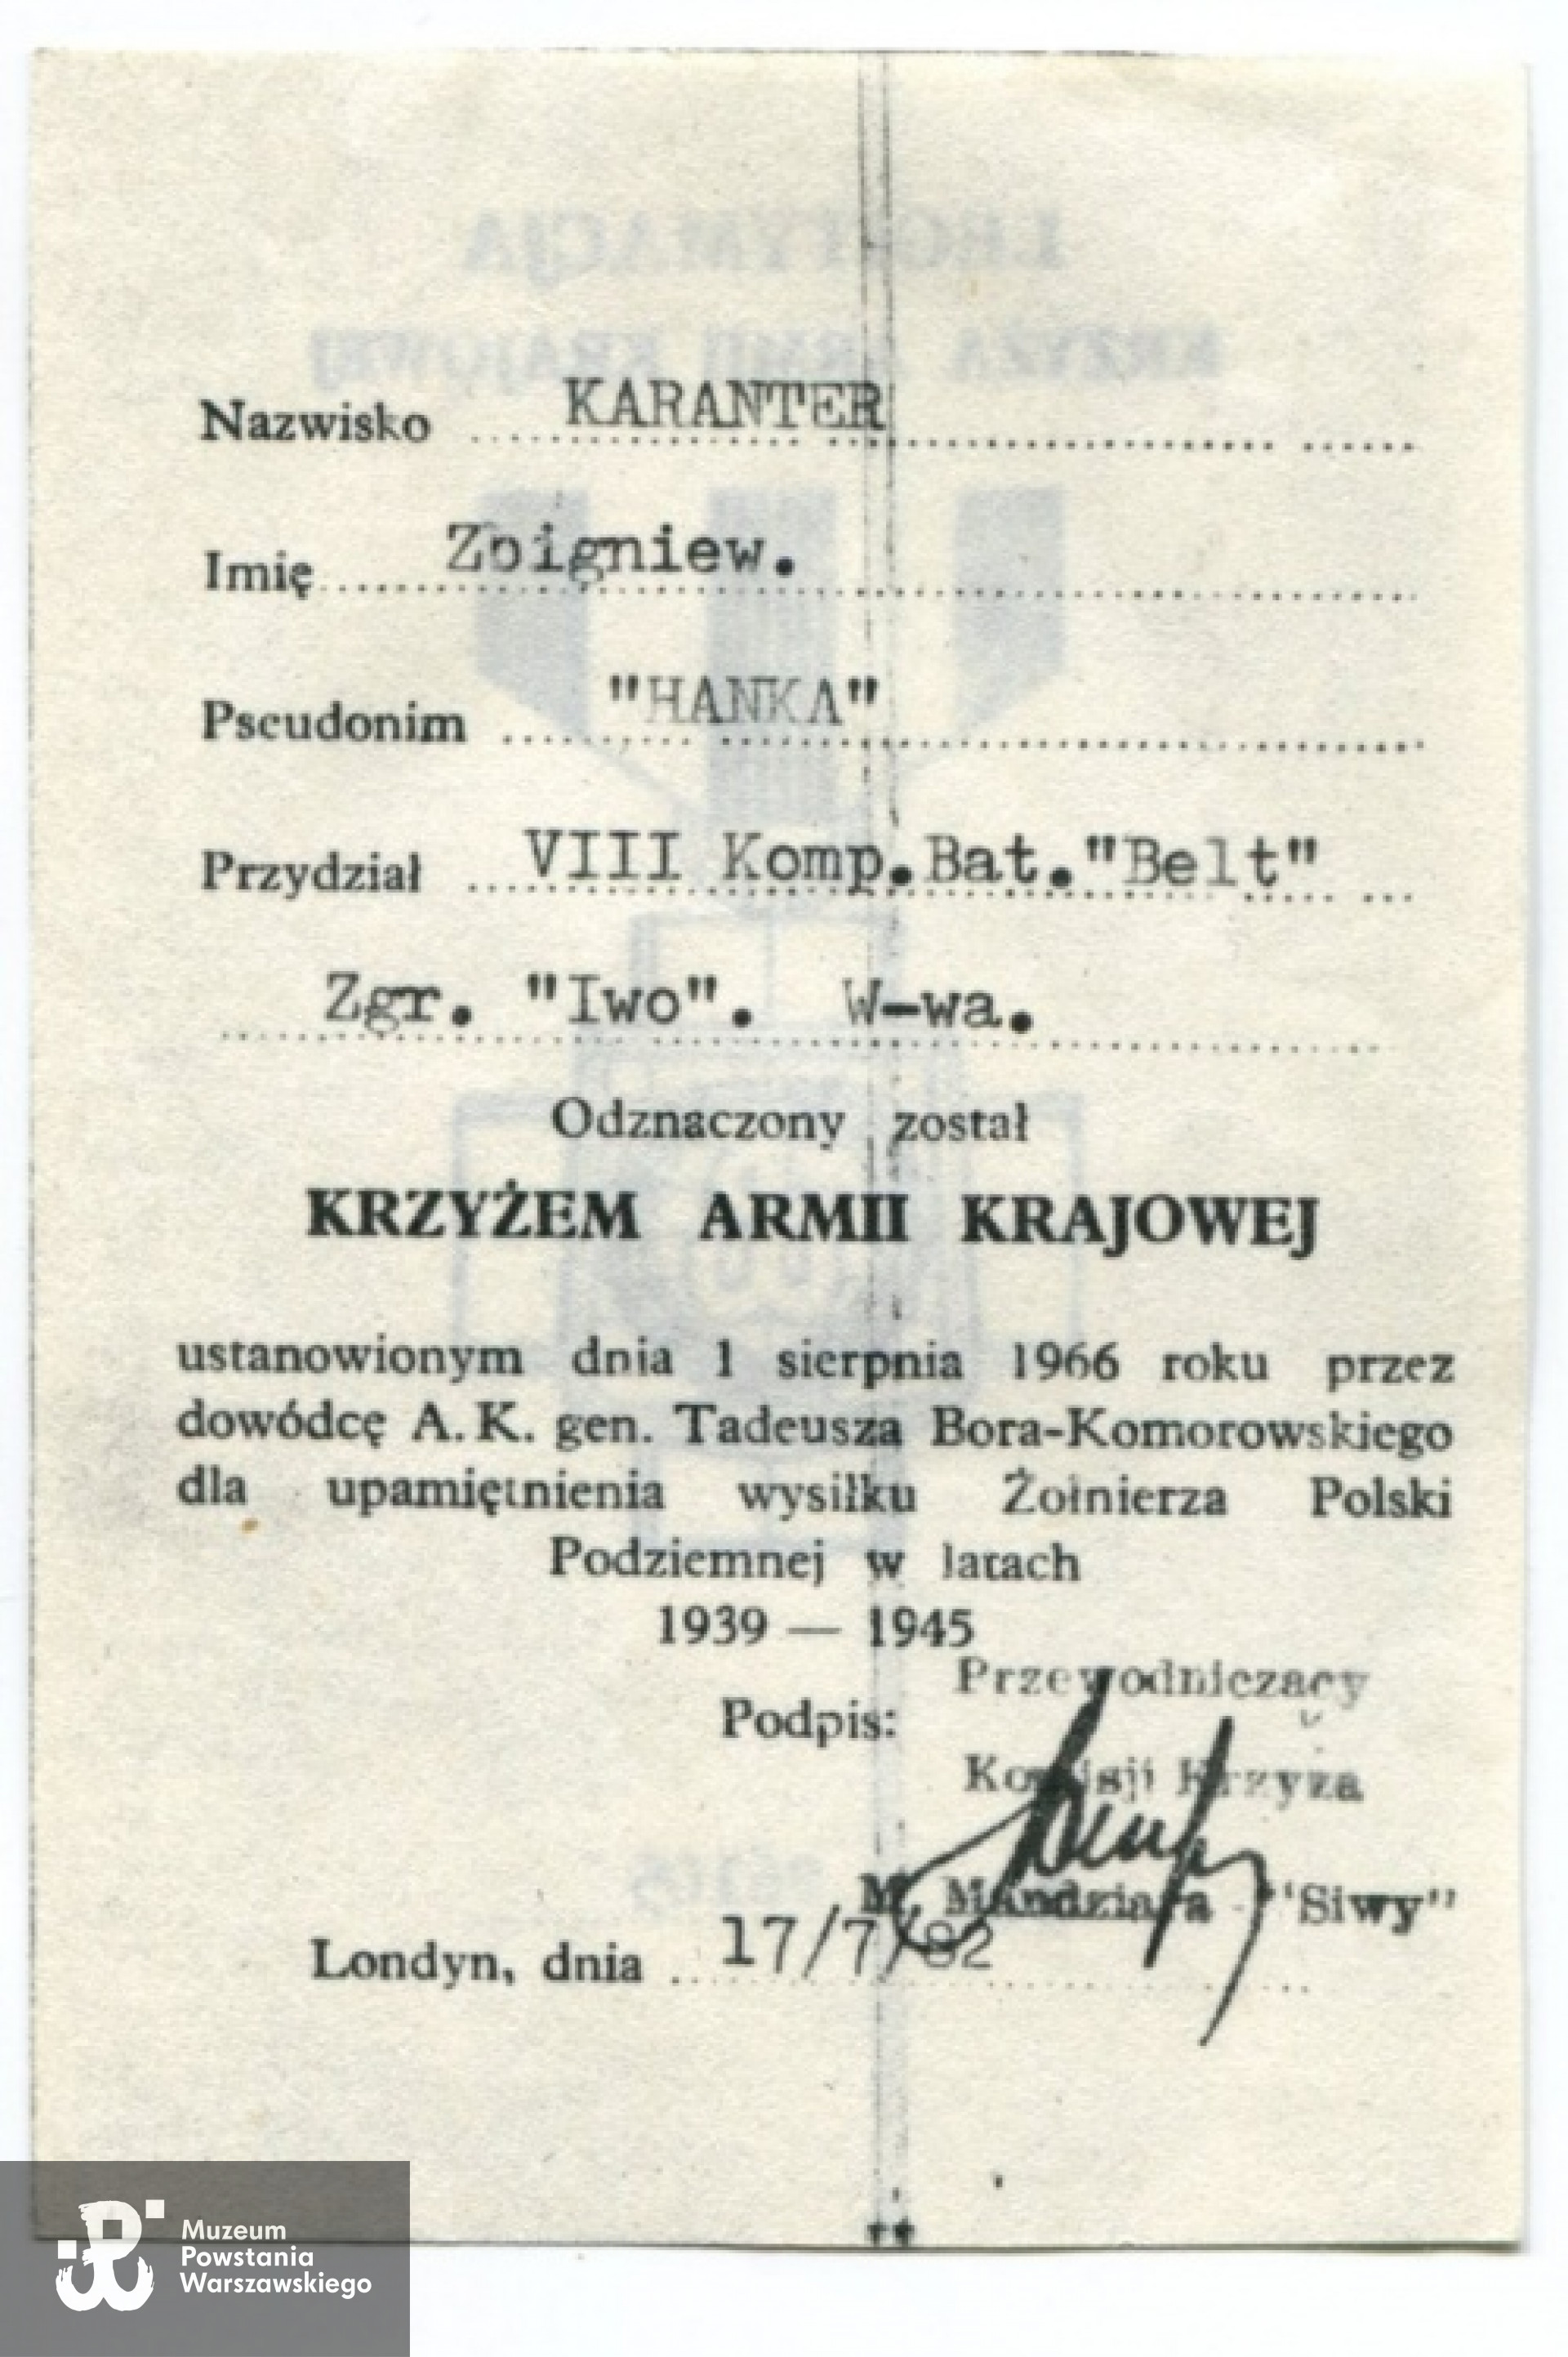 Nazwisko KARANTER
Imię Zbigniew.
Pseudonim "HANKA"
Przydział VIII Komp.Bat."Bełt"
Zgr. "Iwo". W-wa.
Odznaczony został
KRZYŻEM ARMII KRAJOWEJ
ustanowionym dnia 1 sierpnia 1966 roku przez
dowódcę A. K. gen. Tadeusza Bora-Komorowskiego
dla upamiętnienia wysiłku Żołnierza Polski
Podziemnej w latach
1939 — 1945
Przewodniczący
Podpis:
Komisji Krzyża
M. Mandziara "Siwy"
Londyn, dnia 17/7/82
Muzeum
Powstania
Warszawskiego